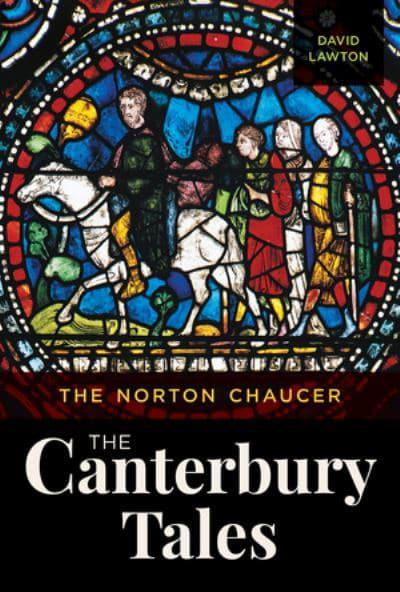 DAVID
LAWTON
THE NORTON CHAUCER
THE
Canterbury
Tales